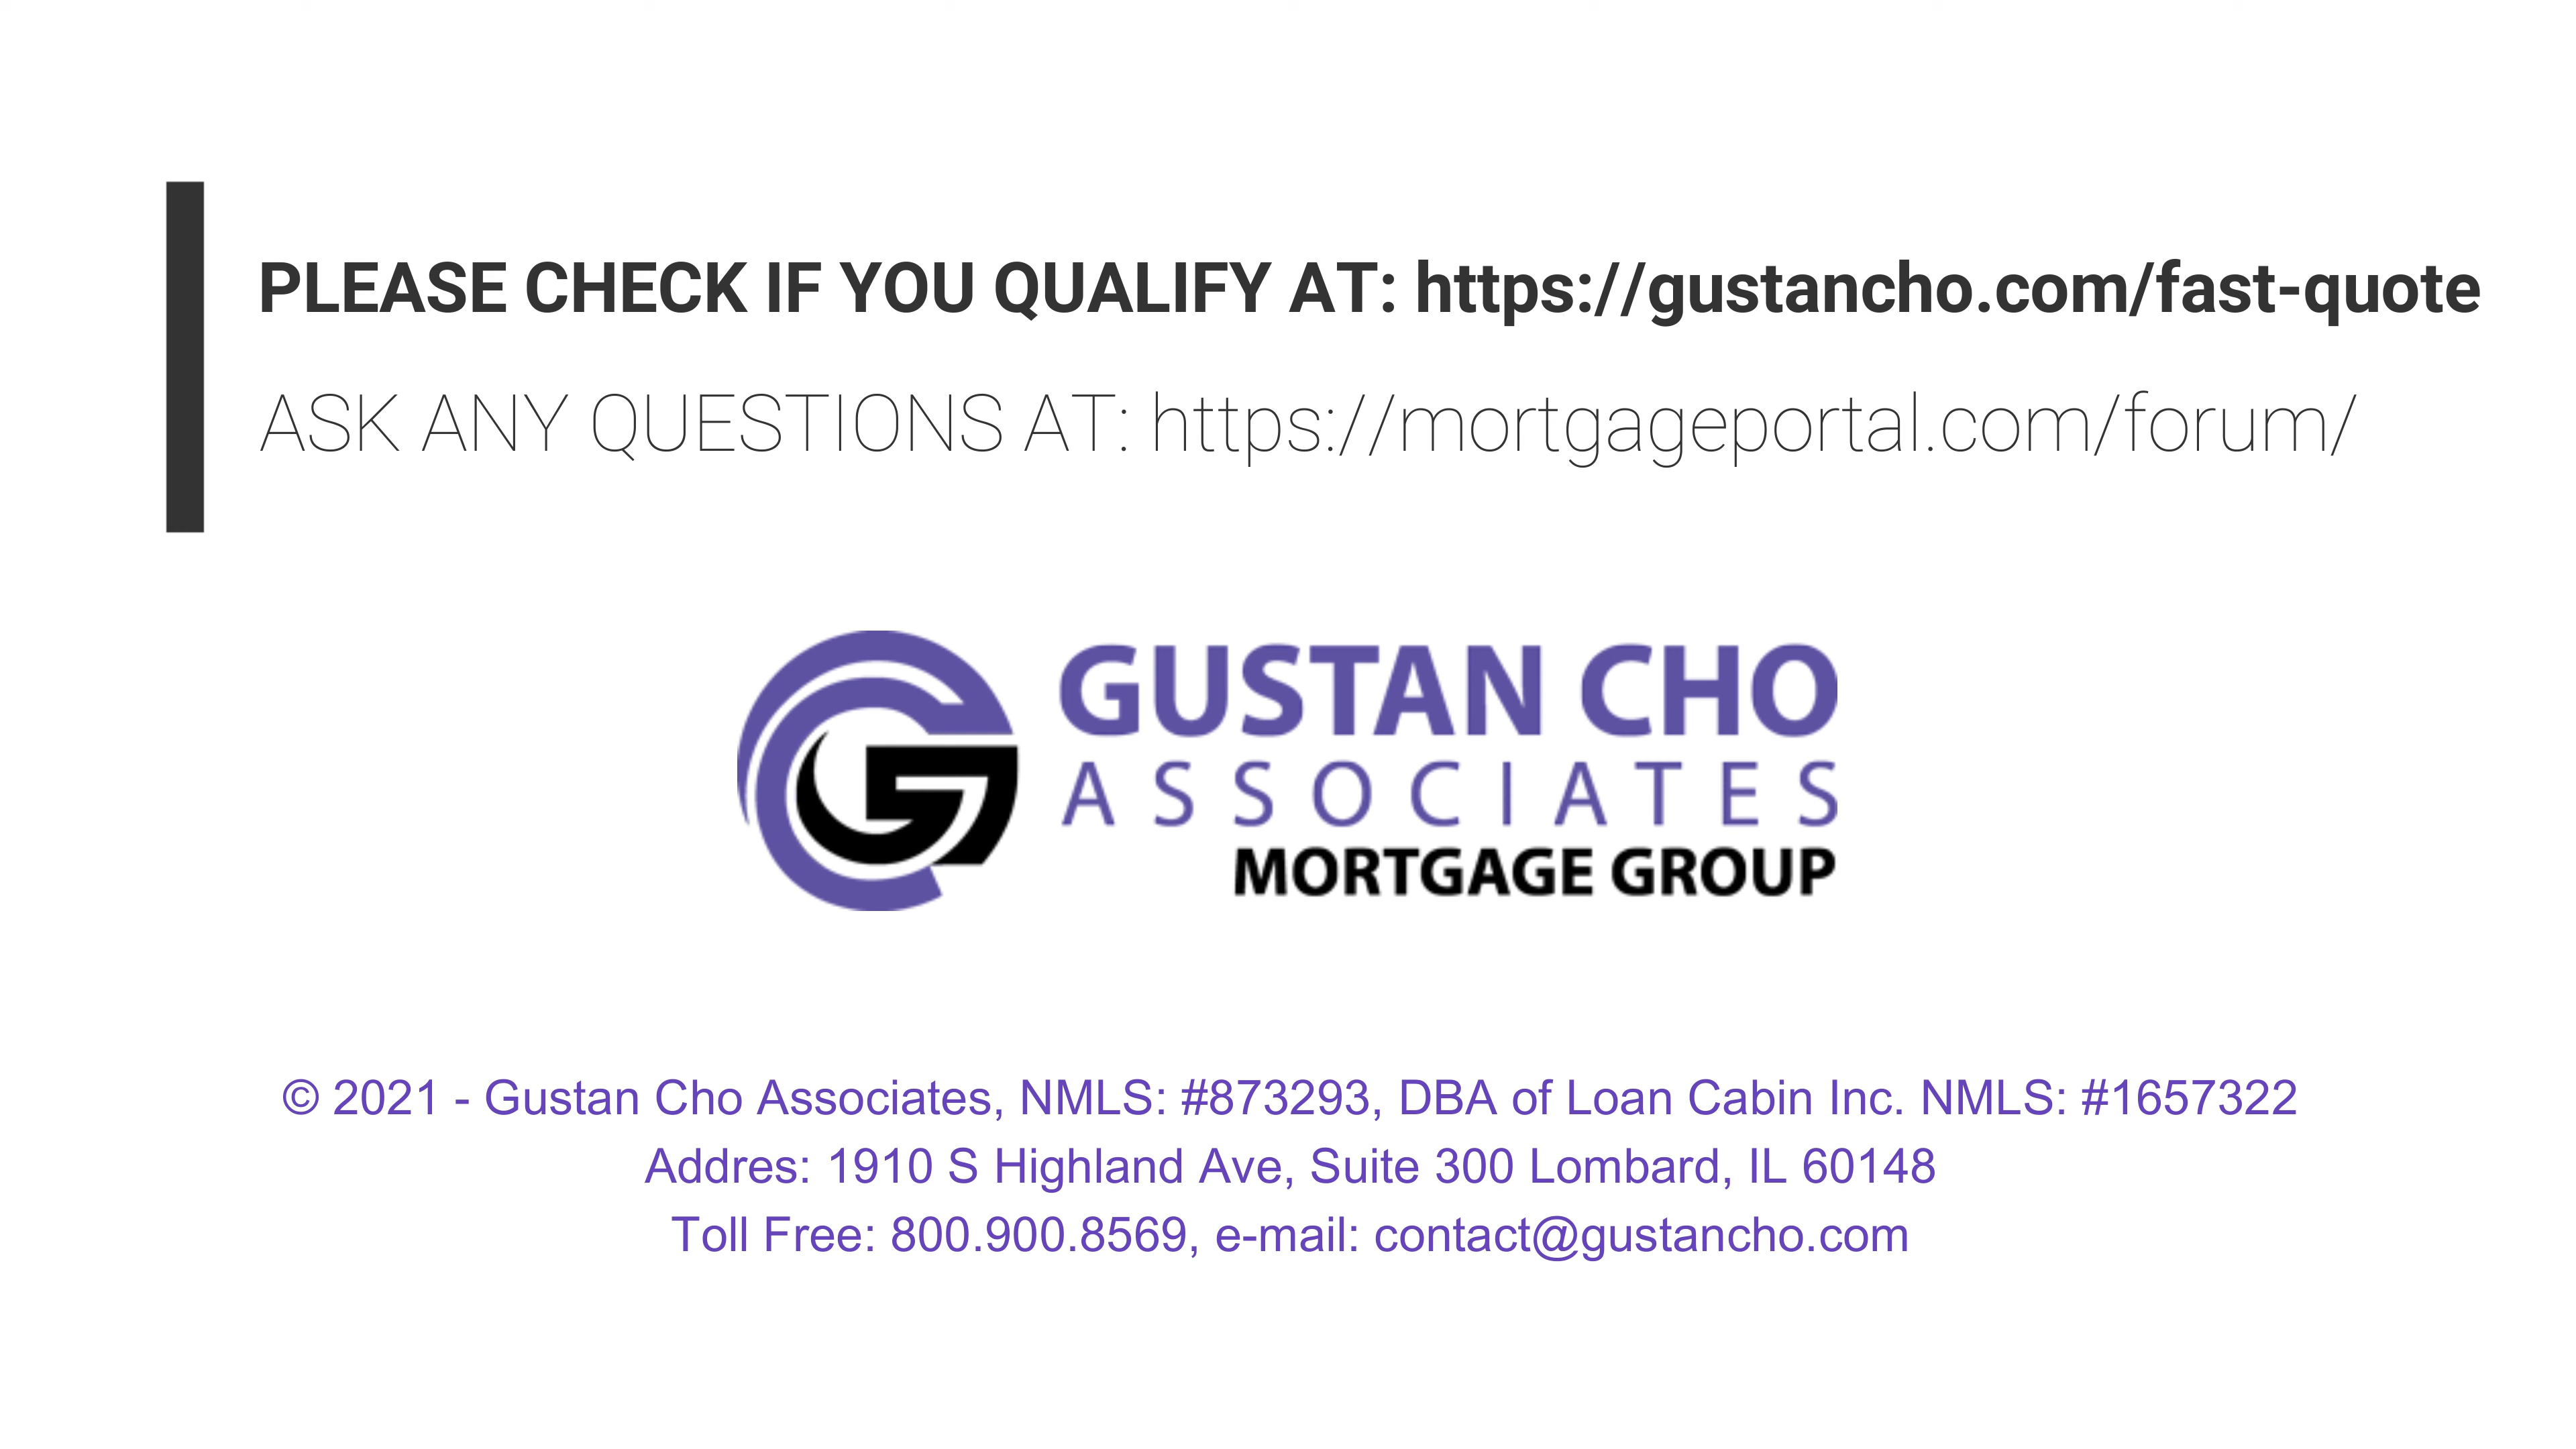 PLEASE CHECK IF YOU QUALIFY AT: https://gustancho.com/fast-quote
ASK ANY QUESTIONS AT: https://mortgageportal.com/forum/
GUSTAN CHO
ASSOCIATES
MORTGAGE GROUP
© 2021 - Gustan Cho Associates, NMLS: #873293, DBA of Loan Cabin Inc. NMLS: #1657322
Addres: 1910 S Highland Ave, Suite 300 Lombard, IL 60148
Toll Free: 800.900.8569, e-mail: contact@gustancho.com